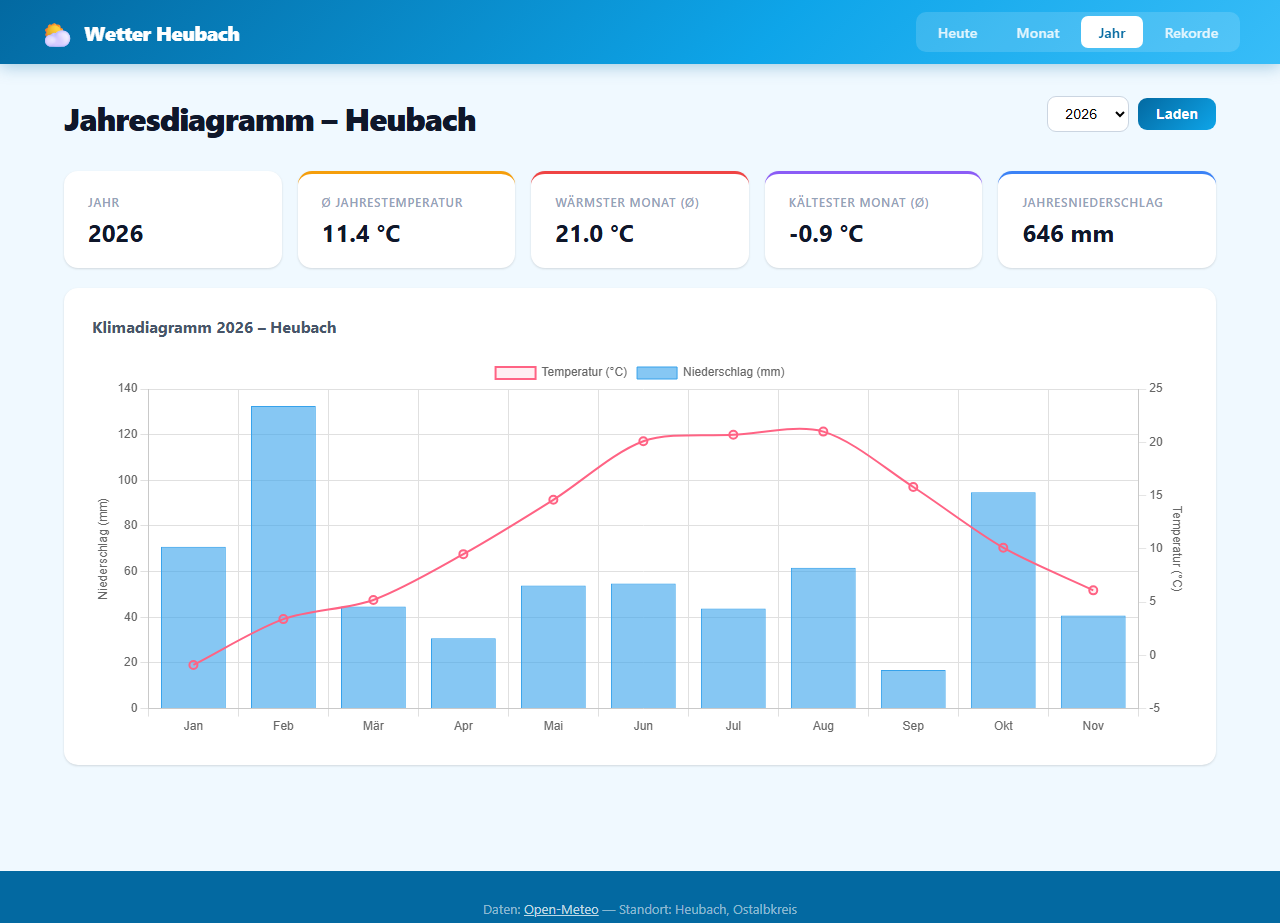 Wetter Heubach
Heute Monat Jahr Rekorde
Jahresdiagramm – Heubach
2026 Laden
JAHR
2026
Ø JAHRESTEMPERATUR
11.4 °C
WÄRMSTER MONAT (Ø)
21.0 °C
KÄLTESTER MONAT (Ø)
-0.9 °C
JAHRESNIEDERSCHLAG
646 mm
Klimadiagramm 2026 – Heubach
Temperatur (°C) Niederschlag (mm)
Niederschlag (mm)
140
120
100
80
60
40
20
0
25
20
15
10
5
0
-5
Temperatur (°C)
Jan Feb Mär Apr Mai Jun Jul Aug Sep Okt Nov
Daten: Open-Meteo — Standort: Heubach, Ostalbkreis